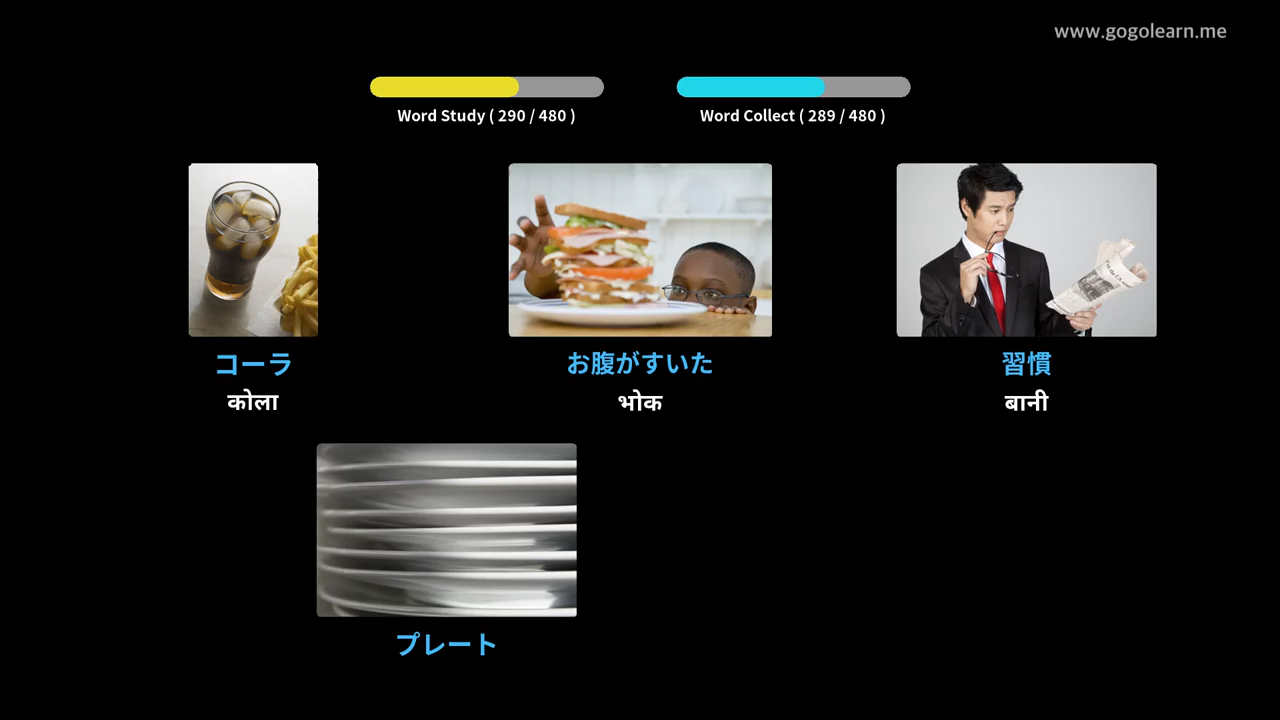 www.gogolearn.me
Word Study ( 290 / 480 )
Word Collect ( 289 / 480 )
コーラ
कोला
お腹がすいた
भोक
習慣
बानी
プレート